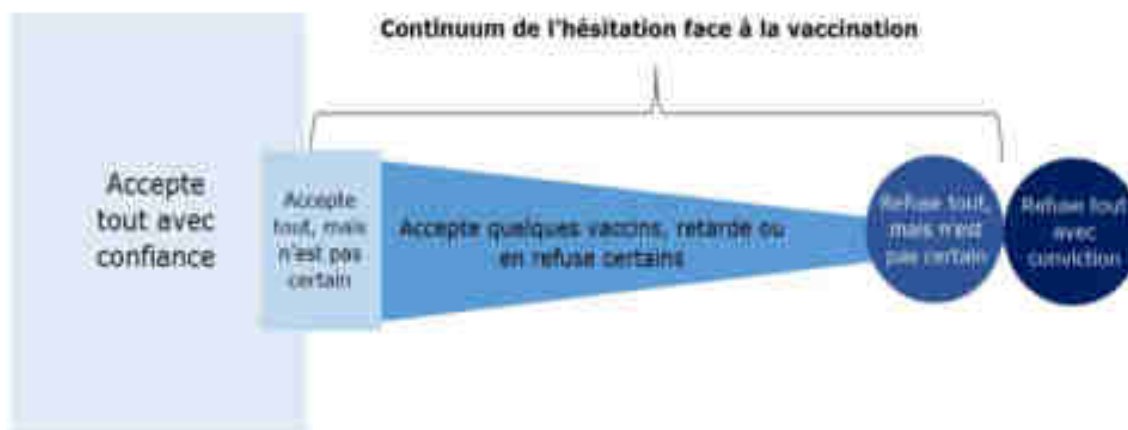 Continuum de l'hésitation face à la vaccination
Accepte
tout avec
confiance
Accepte
tout, mais
n'est pas
certain
Accepte quelques vaccins, retarde ou
en refuse certains
Refuse tout,
mais n'est
pas certain
Refuse tout
avec
conviction